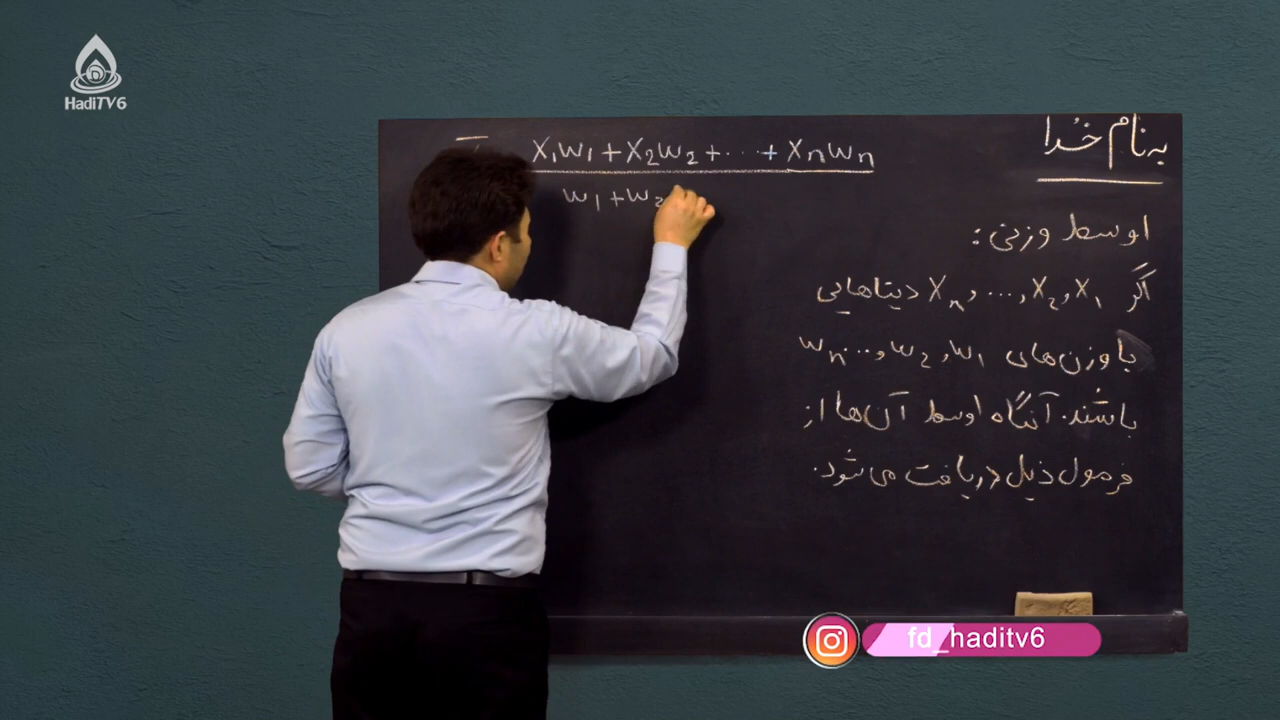 HadiTV6
به نام خدا
اوسط وزنی:
اگر x₁, x₂, ..., xₙ دیتاهایی
با وزن‌های w₁, w₂, ..., wₙ
باشند. آنگاه اوسط آن‌ها از
فرمول ذیل دریافت می‌شود.
x₁w₁ + x₂w₂ + ... + xₙwₙ
w₁ + w₂
fd_haditv6